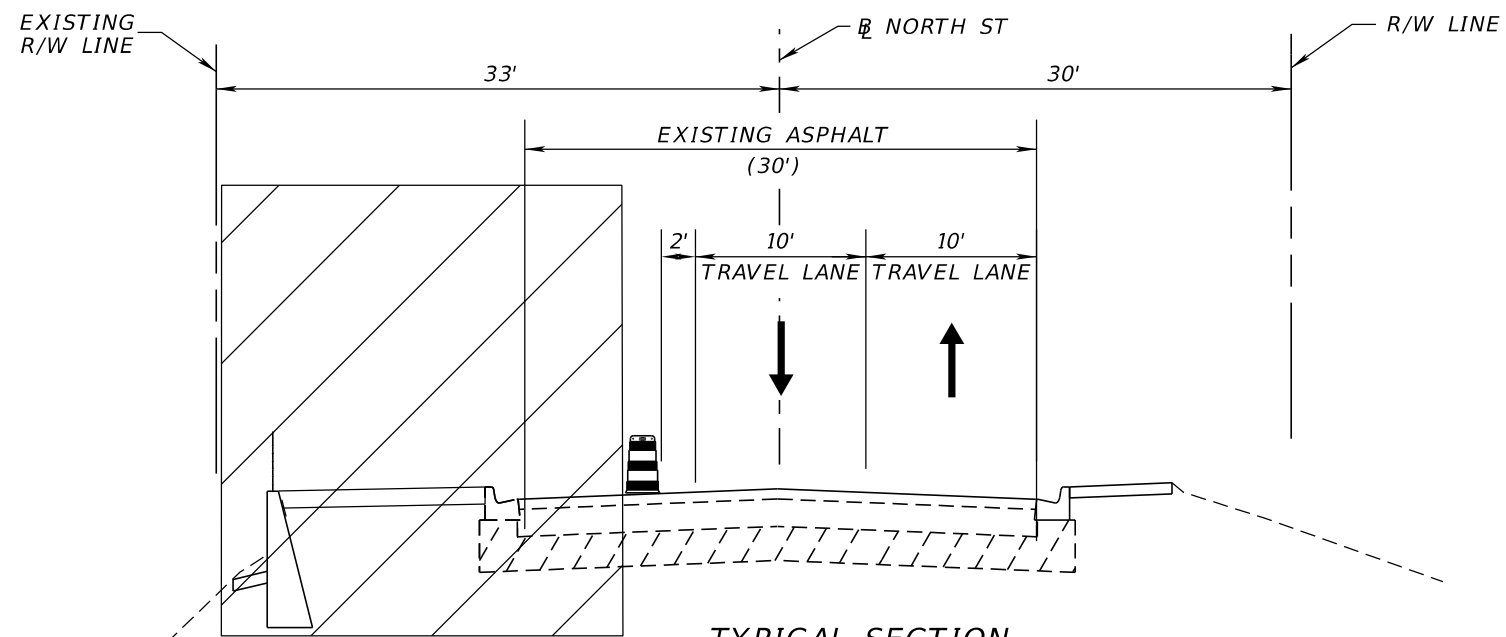 EXISTING
R/W LINE
BL NORTH ST
R/W LINE
33'
30'
EXISTING ASPHALT
(30')
2'
10'
10'
TRAVEL LANE
TRAVEL LANE
TYPICAL SECTION